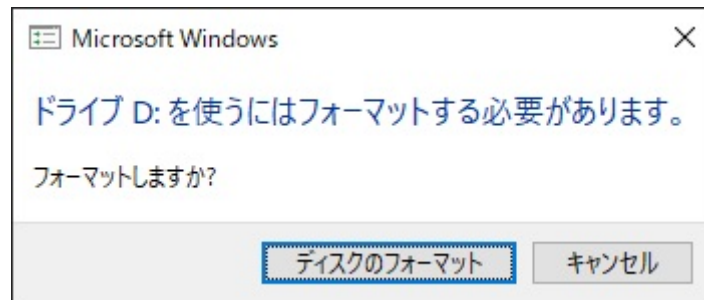 Microsoft Windows
ドライブ D: を使うにはフォーマットする必要があります。
フォーマットしますか?
ディスクのフォーマット
キャンセル